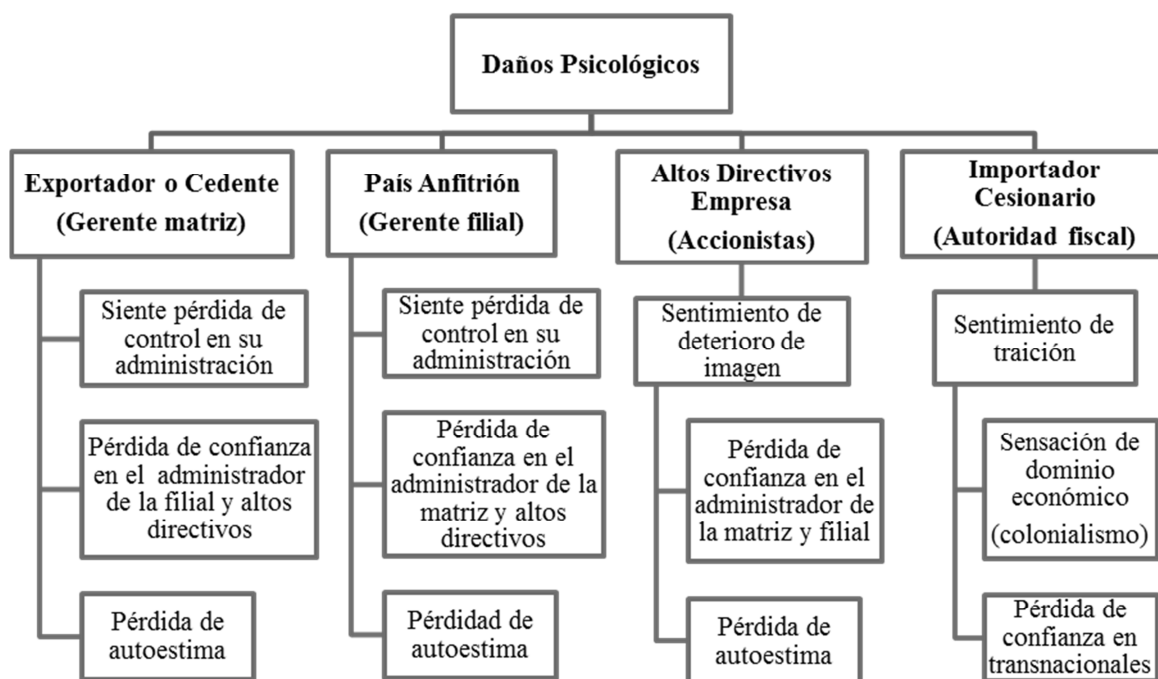 Daños Psicológicos
Exportador o Cedente
(Gerente matriz)
Siente pérdida de
control en su
administración
Pérdida de confianza
en el administrador
de la filial y altos
directivos
Pérdida de
autoestima
País Anfitrión
(Gerente filial)
Siente pérdida de
control en su
administración
Pérdida de
confianza en el
administrador de la
matriz y altos
directivos
Pérdidad de
autoestima
Altos Directivos
Empresa
(Accionistas)
Sentimiento de
deterioro de
imagen
Pérdida de
confianza en el
administrador de
la matriz y filial
Pérdida de
autoestima
Importador
Cesionario
(Autoridad fiscal)
Sentimiento de
traición
Sensación de
dominio
económico
(colonialismo)
Pérdida de
confianza en
transnacionales